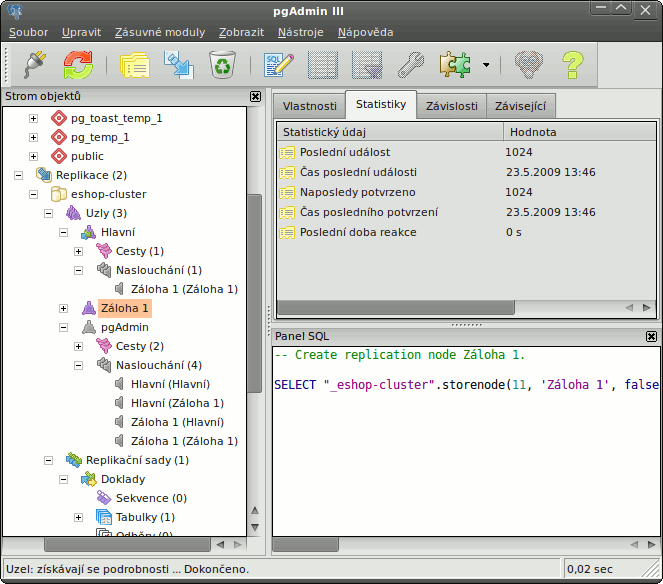 pgAdmin III
Soubor Upravit Zásuvné moduly Zobrazit Nástroje Nápověda
SQL
Strom objektů
pg_toast_temp_1
pg_temp_1
public
Replikace (2)
eshop-cluster
Uzly (3)
Hlavní
Cesty (1)
Naslouchání (1)
Záloha 1 (Záloha 1)
Záloha 1
pgAdmin
Cesty (2)
Naslouchání (4)
Hlavní (Hlavní)
Hlavní (Záloha 1)
Záloha 1 (Hlavní)
Záloha 1 (Záloha 1)
Replikační sady (1)
Doklady
Sekvence (0)
Tabulky (1)
Odběry (0)
Vlastnosti Statistiky Závislosti Závisející
Statistický údaj Hodnota
Poslední událost 1024
Čas poslední události 23.5.2009 13:46
Naposledy potvrzeno 1024
Čas posledního potvrzení 23.5.2009 13:46
Poslední doba reakce 0 s
Panel SQL
-- Create replication node Záloha 1.
SELECT "_eshop-cluster".storenode(11, 'Záloha 1', false
Uzel: získávají se podrobnosti ... Dokončeno. 0,02 sec